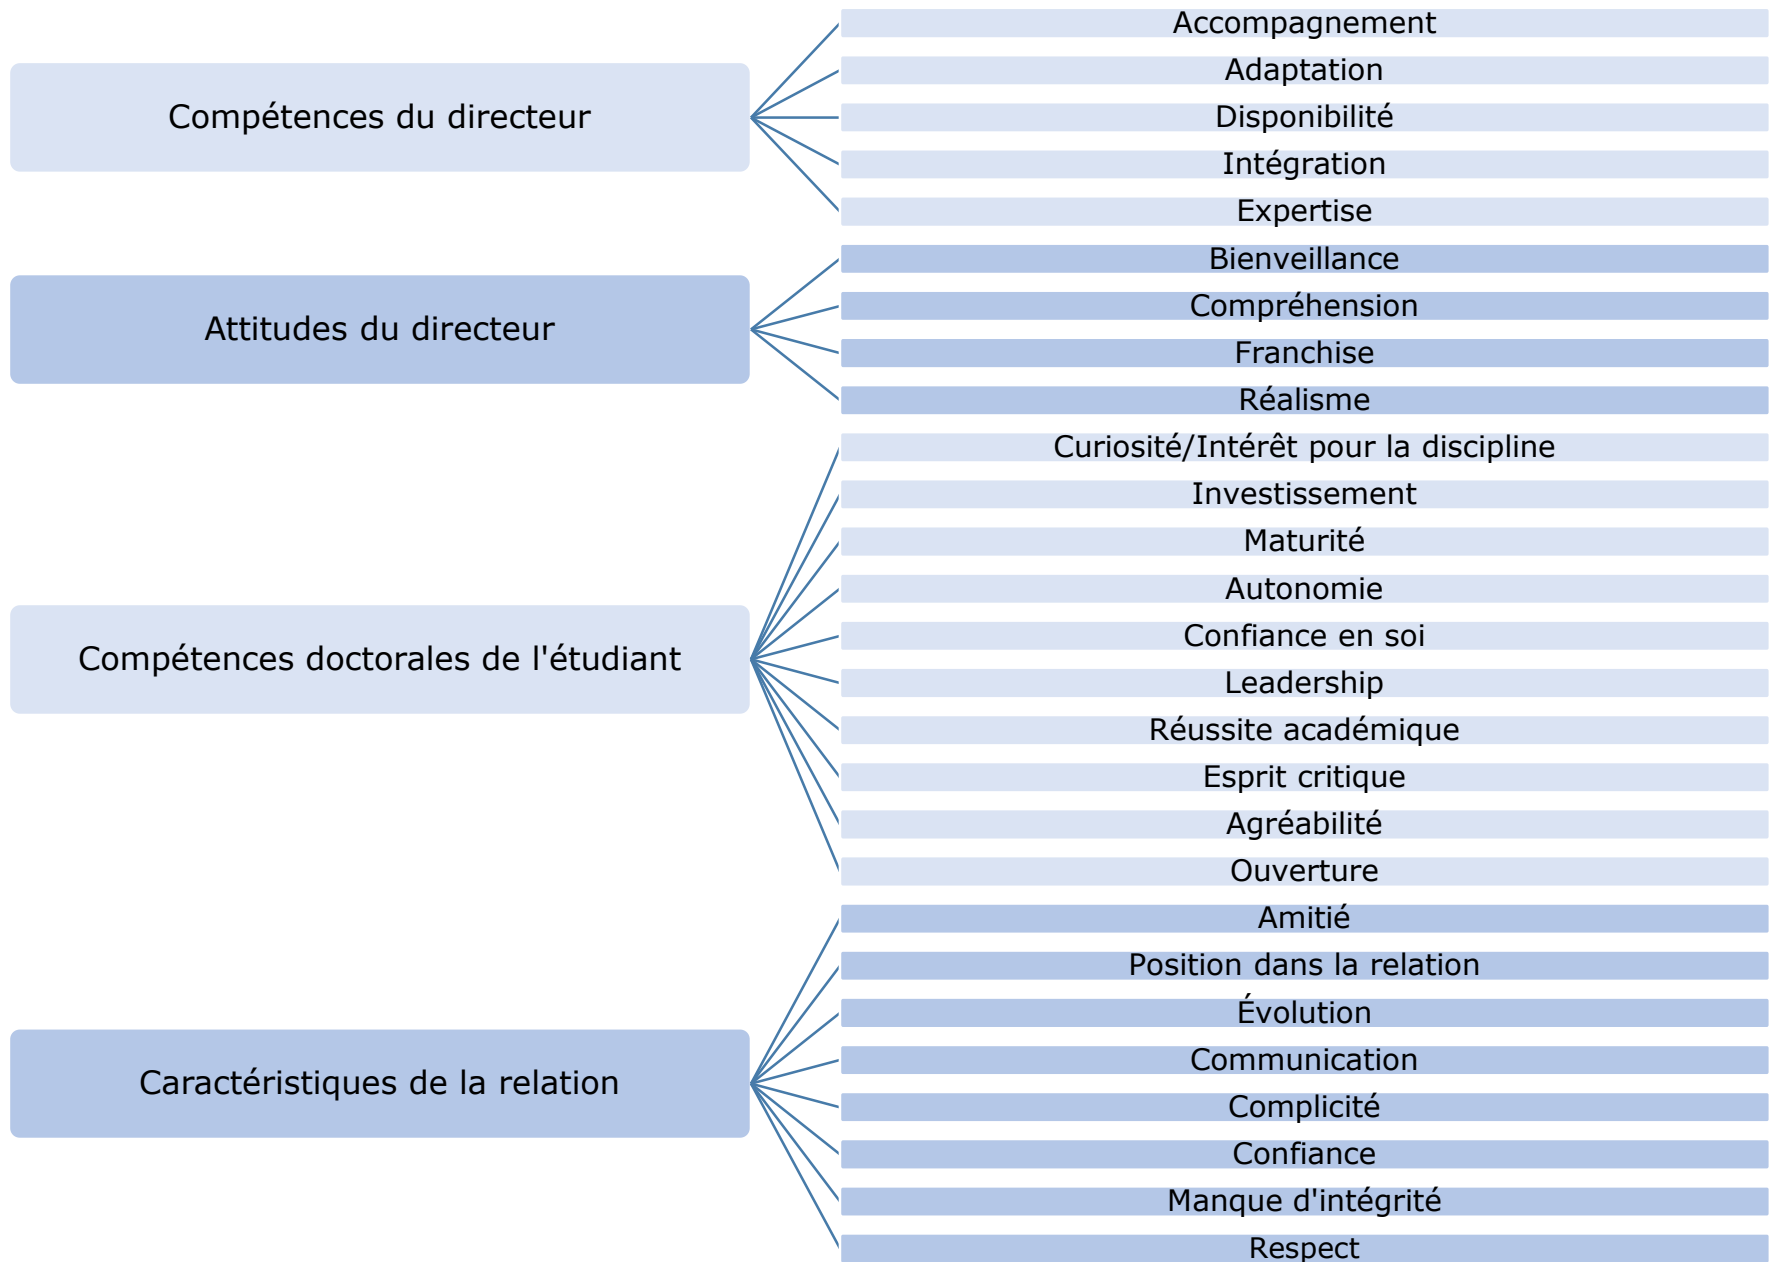 Compétences du directeur
Accompagnement
Adaptation
Disponibilité
Intégration
Expertise
Attitudes du directeur
Bienveillance
Compréhension
Franchise
Réalisme
Compétences doctorales de l'étudiant
Curiosité/Intérêt pour la discipline
Investissement
Maturité
Autonomie
Confiance en soi
Leadership
Réussite académique
Esprit critique
Agréabilité
Ouverture
Caractéristiques de la relation
Amitié
Position dans la relation
Évolution
Communication
Complicité
Confiance
Manque d'intégrité
Respect